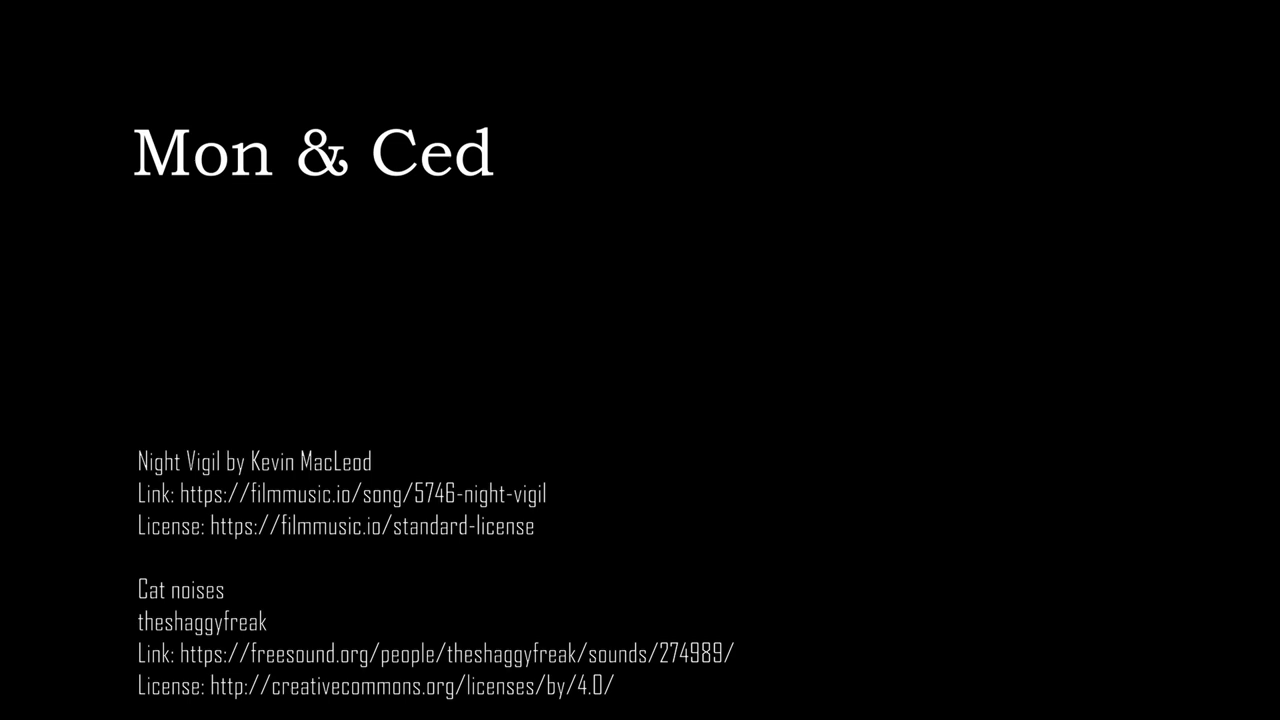 Mon & Ced
Night Vigil by Kevin MacLeod
Link: https://filmmusic.io/song/5746-night-vigil
License: https://filmmusic.io/standard-license
Cat noises
theshaggyfreak
Link: https://freesound.org/people/theshaggyfreak/sounds/274989/
License: http://creativecommons.org/licenses/by/4.0/